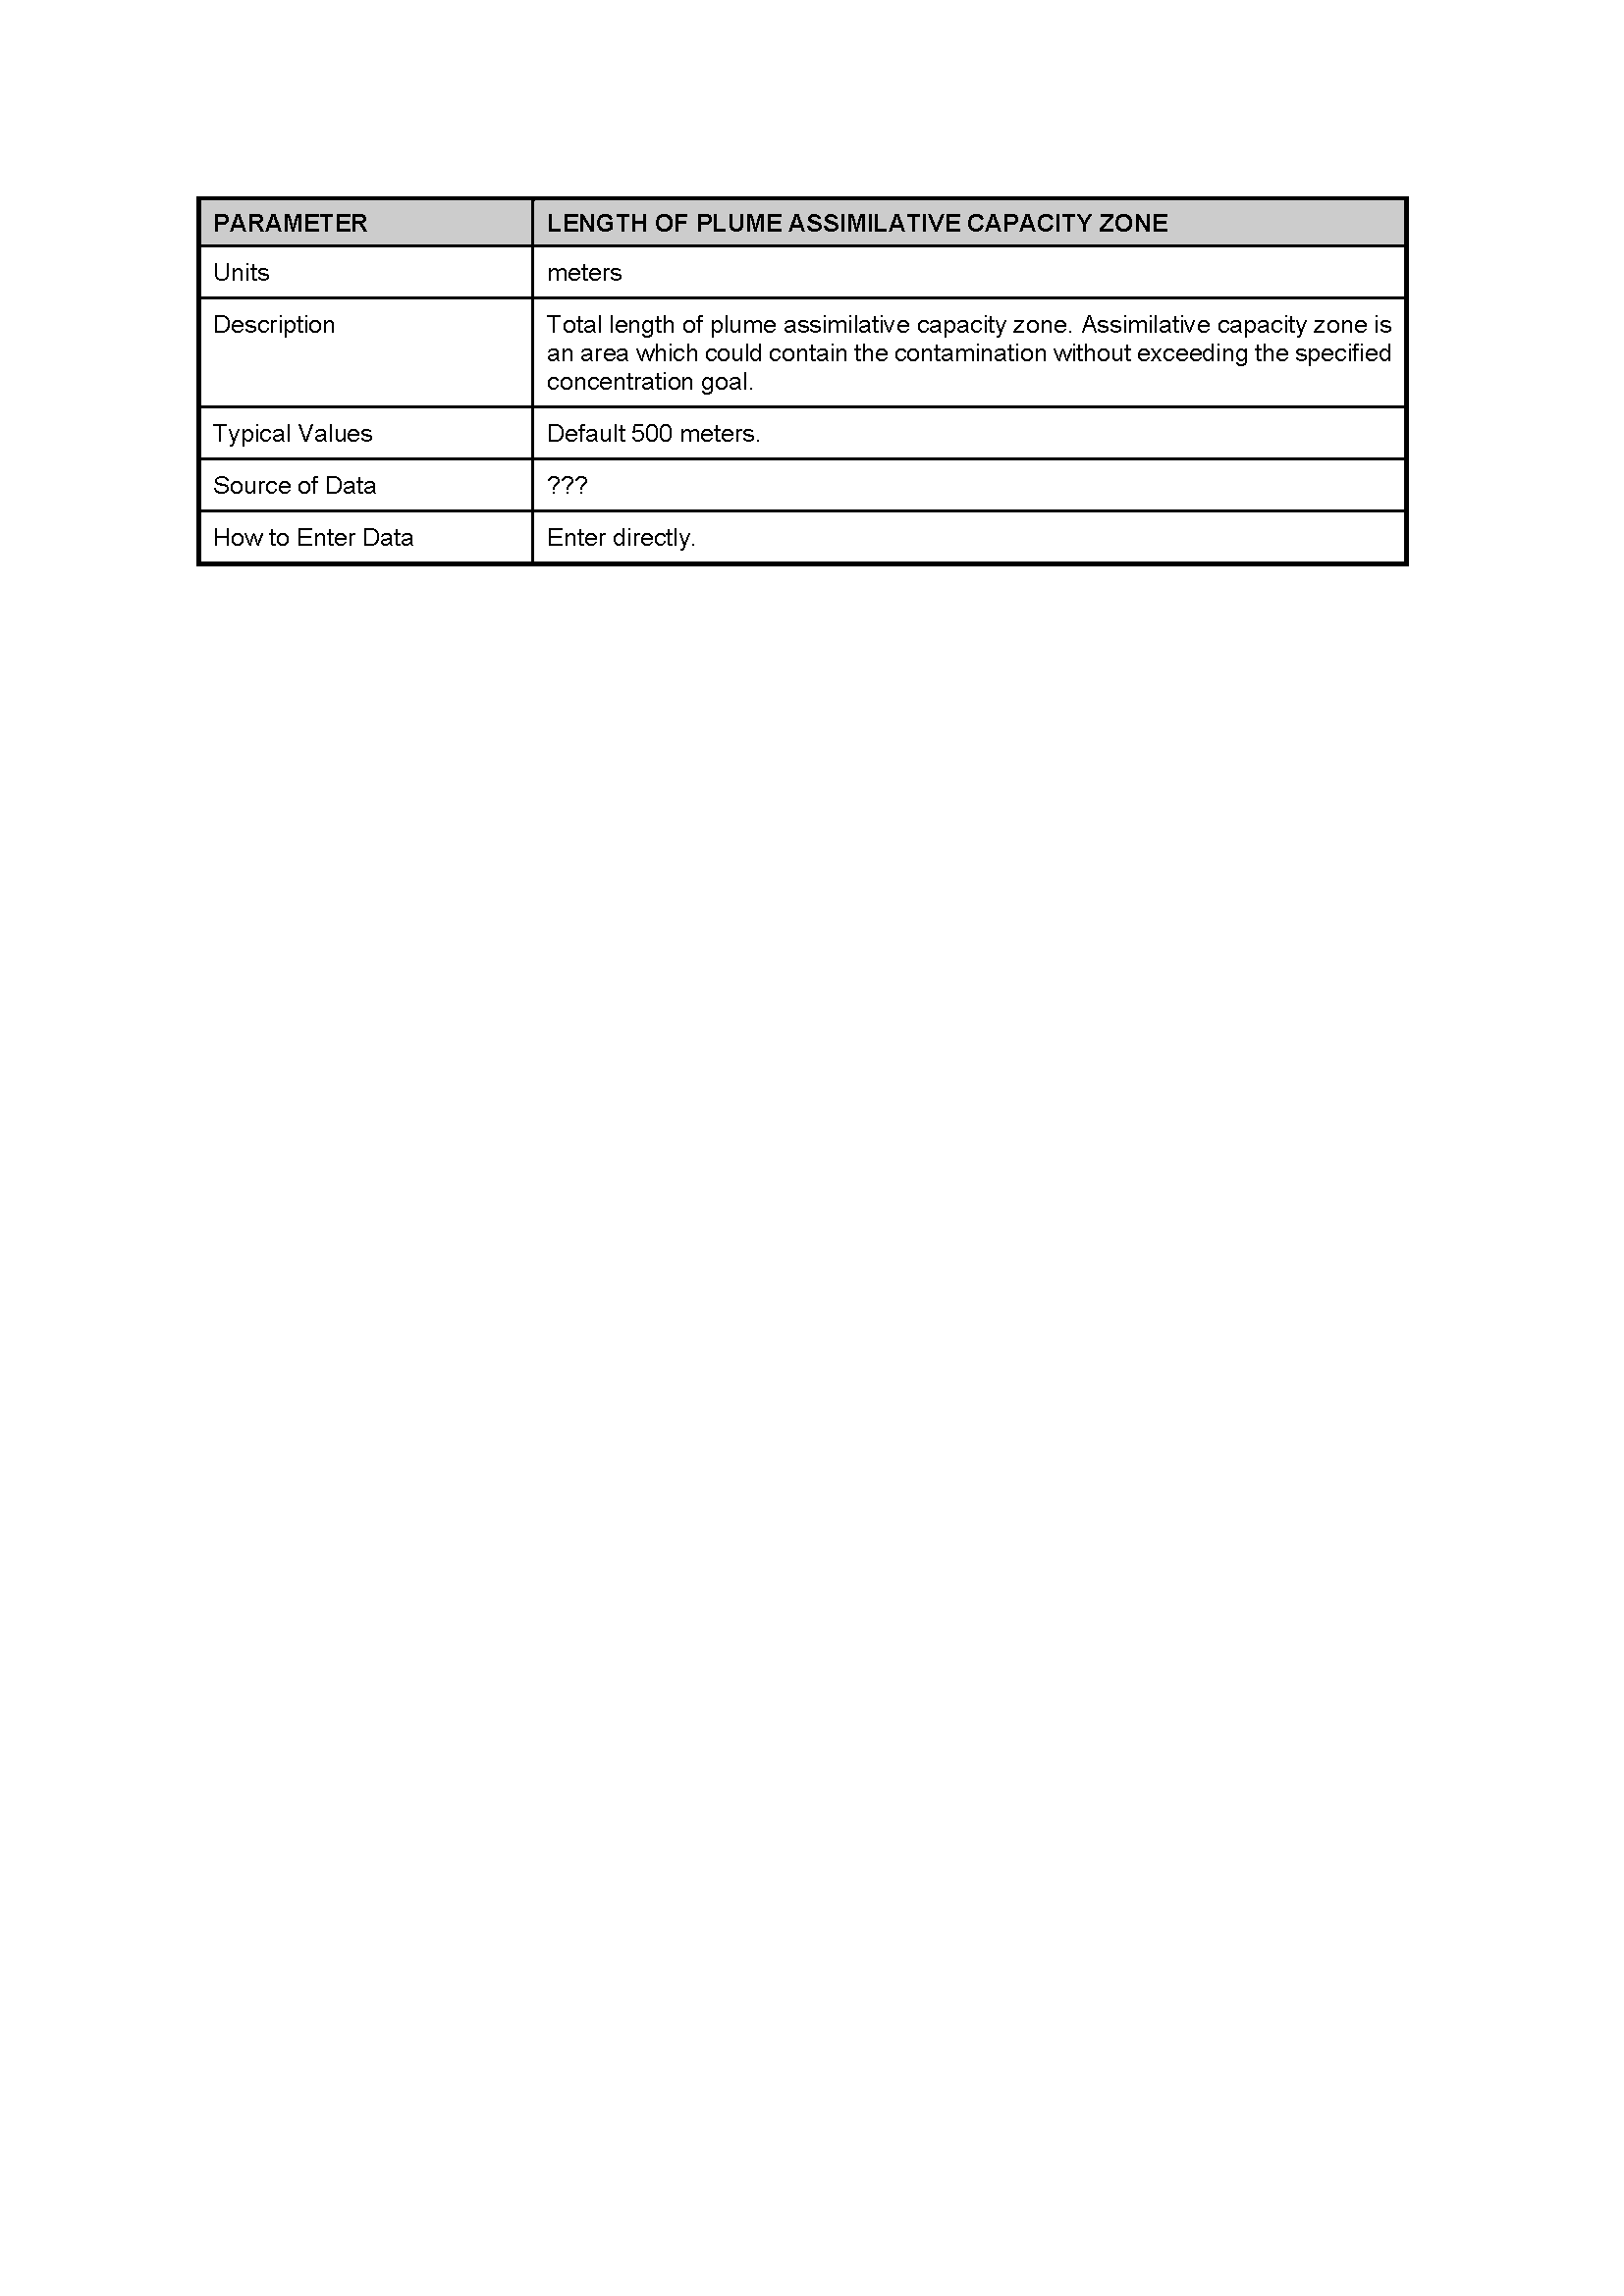 PARAMETER LENGTH OF PLUME ASSIMILATIVE CAPACITY ZONE
Units meters
Description Total length of plume assimilative capacity zone. Assimilative capacity zone is
an area which could contain the contamination without exceeding the specified
concentration goal.
Typical Values Default 500 meters.
Source of Data ???
How to Enter Data Enter directly.